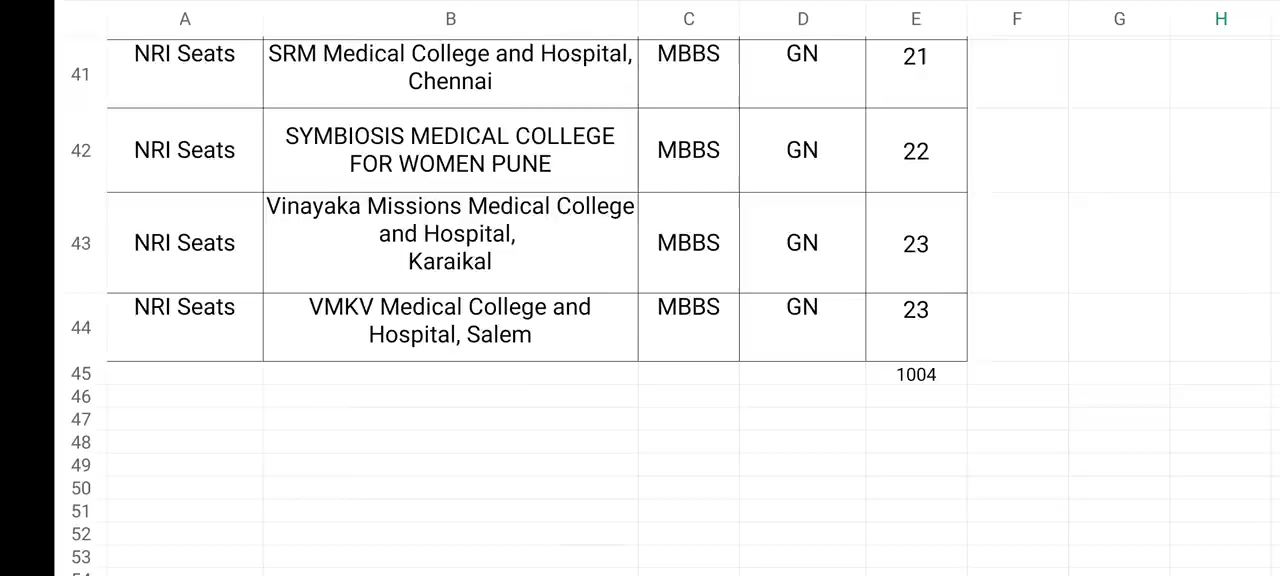 A B C D E F G H
41 NRI Seats SRM Medical College and Hospital, MBBS GN 21
Chennai
42 NRI Seats SYMBIOSIS MEDICAL COLLEGE MBBS GN 22
FOR WOMEN PUNE
43 NRI Seats Vinayaka Missions Medical College MBBS GN 23
and Hospital,
Karaikal
44 NRI Seats VMKV Medical College and MBBS GN 23
Hospital, Salem
45 1004
46
47
48
49
50
51
52
53